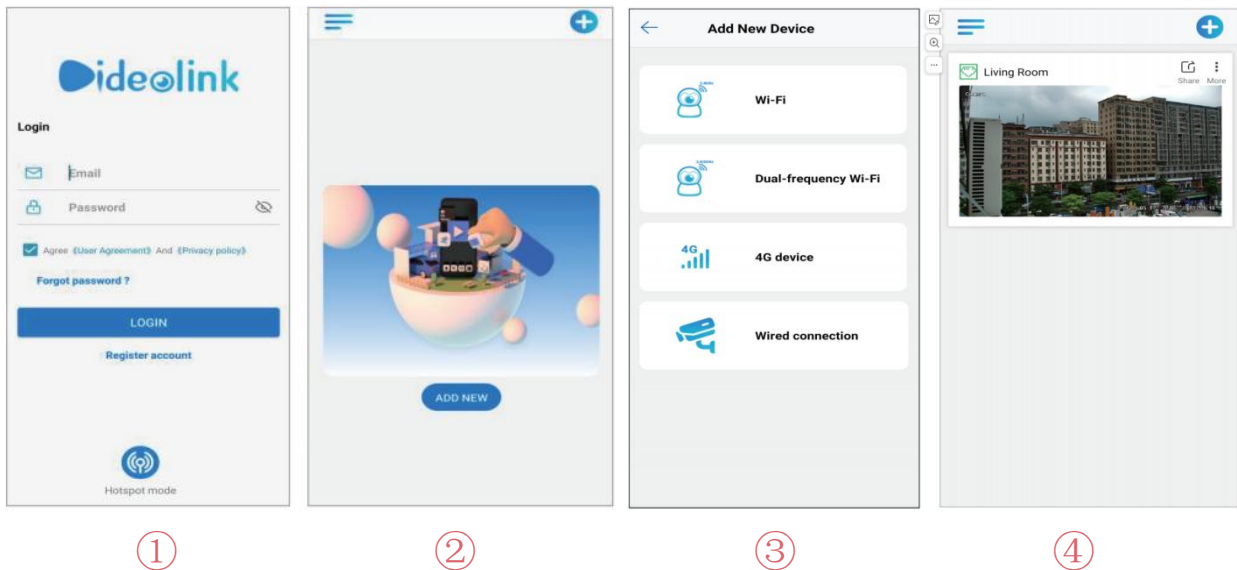 Dideolink
Login
Email
Password
Agree 《User Agreement》 And 《Privacy policy》
Forgot password ?
LOGIN
Register account
Hotspot mode
①
ADD NEW
②
Add New Device
Wi-Fi
Dual-frequency Wi-Fi
4G
4G device
Wired connection
③
Living Room
Share More
④